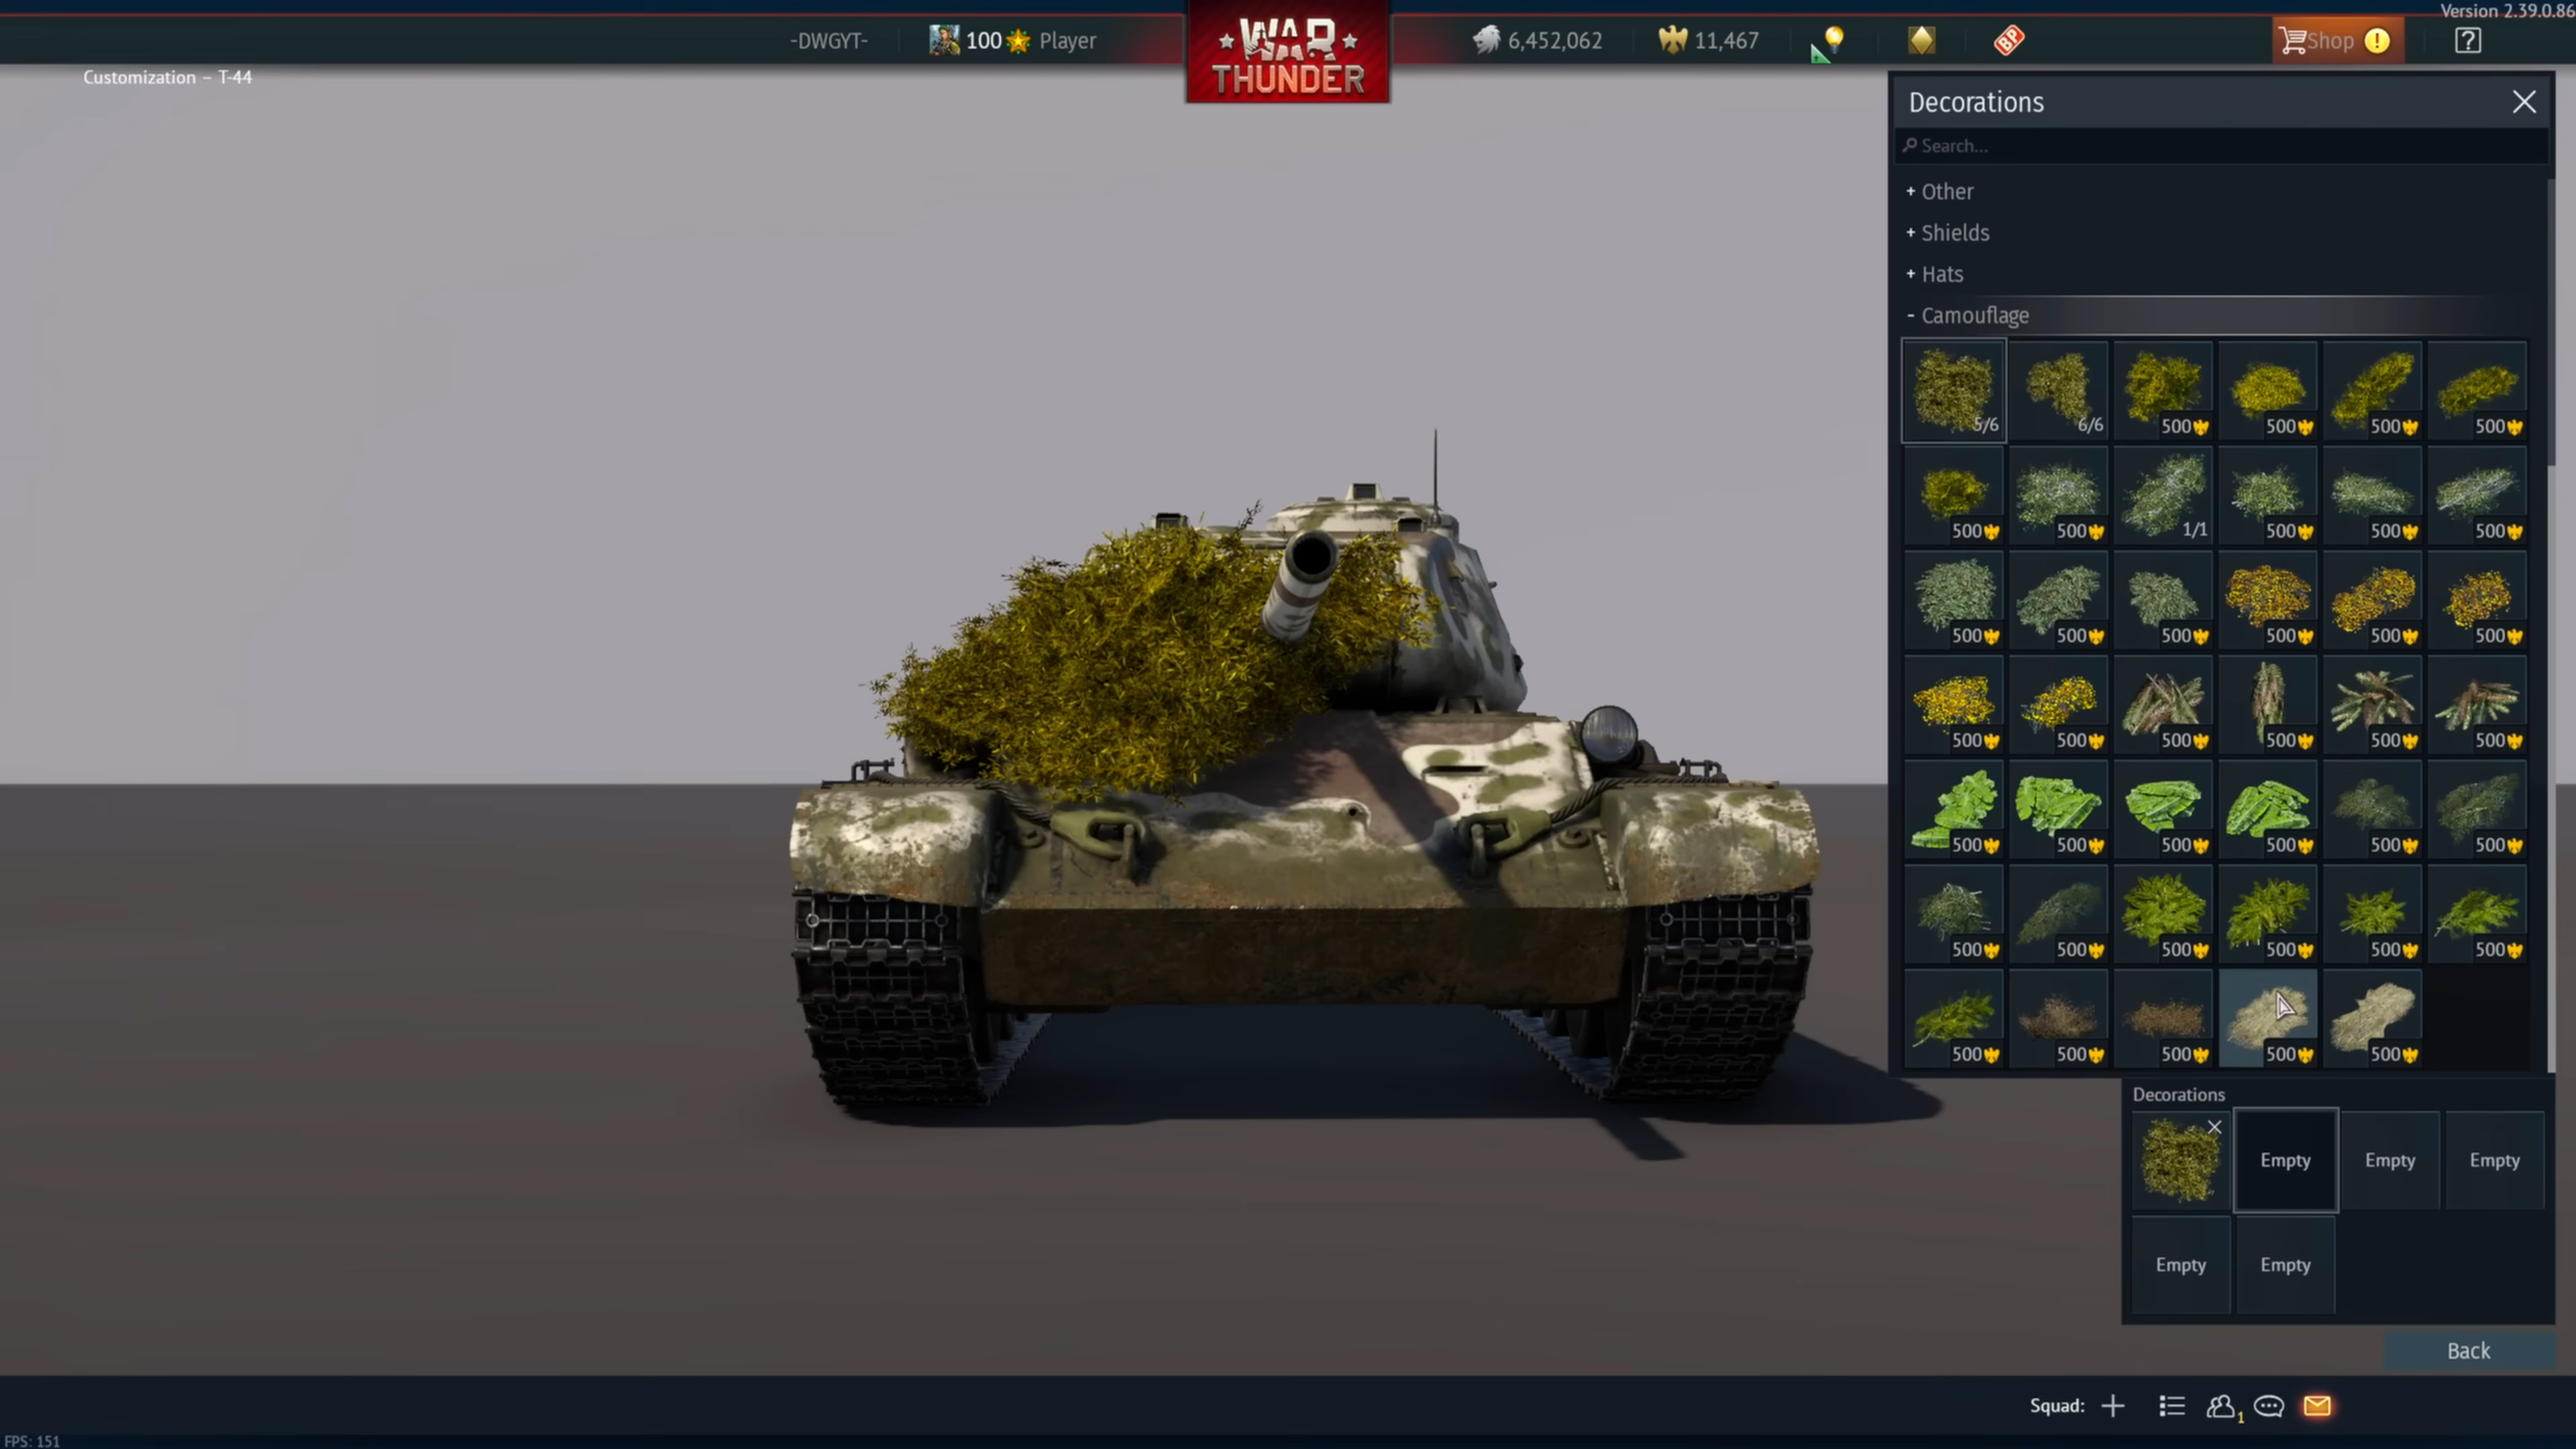 Version 2.39.0.86
-DWGYT-
100 Player
WAR
THUNDER
6,452,062
11,467
BP
Shop !
?
Customization – T-44
Decorations
Search...
+ Other
+ Shields
+ Hats
- Camouflage
5/6 6/6 500 500 500 500
500 500 1/1 500 500 500
500 500 500 500 500 500
500 500 500 500 500 500
500 500 500 500 500 500
500 500 500 500 500 500
500 500 500 500 500
Decorations
Empty Empty Empty
Empty Empty
Back
Squad: +
1
FPS: 151